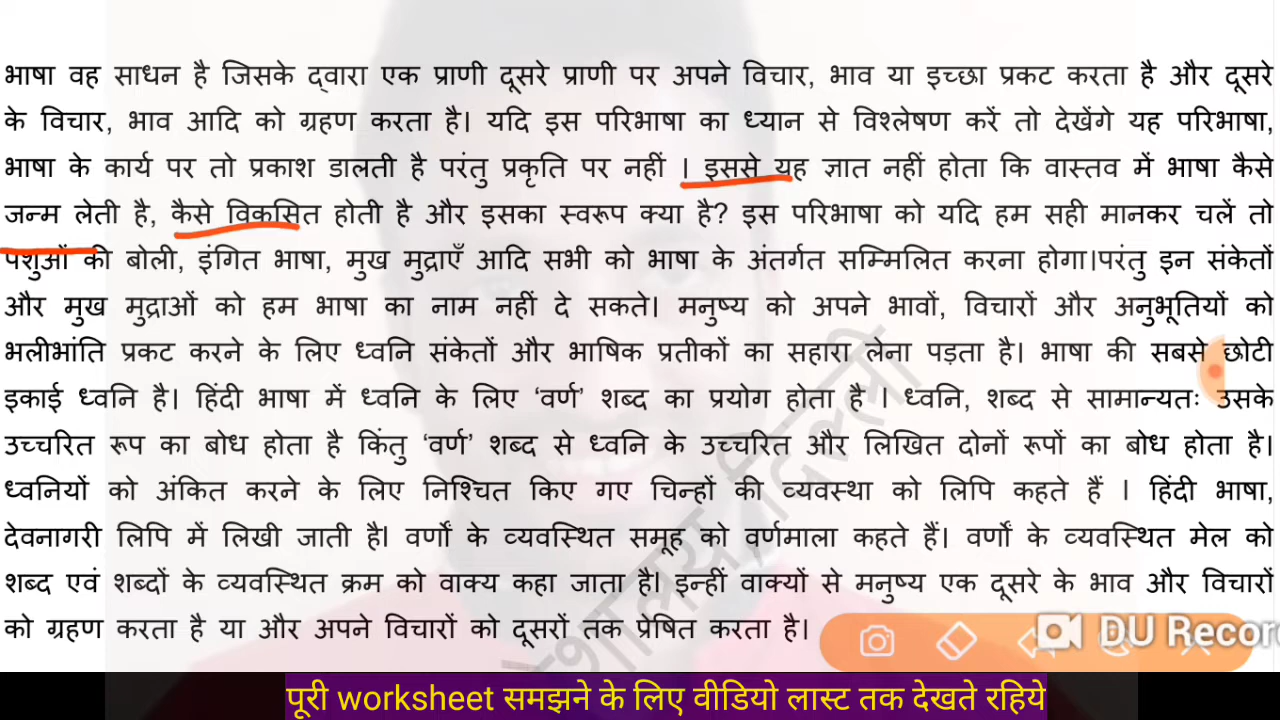 भाषा वह साधन है जिसके द्वारा एक प्राणी दूसरे प्राणी पर अपने विचार, भाव या इच्छा प्रकट करता है और दूसरे
के विचार, भाव आदि को ग्रहण करता है। यदि इस परिभाषा का ध्यान से विश्लेषण करें तो देखेंगे यह परिभाषा,
भाषा के कार्य पर तो प्रकाश डालती है परंतु प्रकृति पर नहीं । इससे यह ज्ञात नहीं होता कि वास्तव में भाषा कैसे
जन्म लेती है, कैसे विकसित होती है और इसका स्वरूप क्या है? इस परिभाषा को यदि हम सही मानकर चलें तो
पशुओं की बोली, इंगित भाषा, मुख मुद्राएँ आदि सभी को भाषा के अंतर्गत सम्मिलित करना होगा।परंतु इन संकेतों
और मुख मुद्राओं को हम भाषा का नाम नहीं दे सकते। मनुष्य को अपने भावों, विचारों और अनुभूतियों को
भलीभांति प्रकट करने के लिए ध्वनि संकेतों और भाषिक प्रतीकों का सहारा लेना पड़ता है। भाषा की सबसे छोटी
इकाई ध्वनि है। हिंदी भाषा में ध्वनि के लिए ‘वर्ण’ शब्द का प्रयोग होता है । ध्वनि, शब्द से सामान्यतः उसके
उच्चरित रूप का बोध होता है किंतु ‘वर्ण’ शब्द से ध्वनि के उच्चरित और लिखित दोनों रूपों का बोध होता है।
ध्वनियों को अंकित करने के लिए निश्चित किए गए चिन्हों की व्यवस्था को लिपि कहते हैं । हिंदी भाषा,
देवनागरी लिपि में लिखी जाती है। वर्णों के व्यवस्थित समूह को वर्णमाला कहते हैं। वर्णों के व्यवस्थित मेल को
शब्द एवं शब्दों के व्यवस्थित क्रम को वाक्य कहा जाता है। इन्हीं वाक्यों से मनुष्य एक दूसरे के भाव और विचारों
को ग्रहण करता है या और अपने विचारों को दूसरों तक प्रेषित करता है।
DU Recor
पूरी worksheet समझने के लिए वीडियो लास्ट तक देखते रहिये